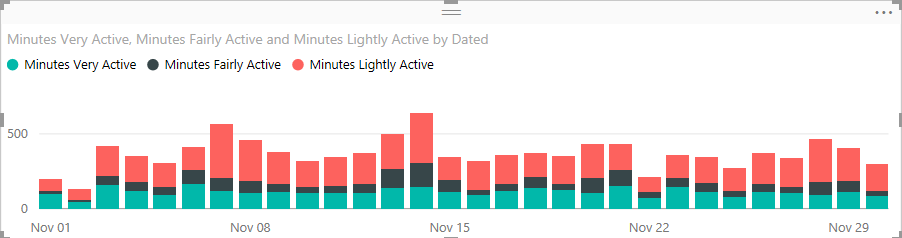 Minutes Very Active, Minutes Fairly Active and Minutes Lightly Active by Dated
Minutes Very Active Minutes Fairly Active Minutes Lightly Active
500
0
Nov 01 Nov 08 Nov 15 Nov 22 Nov 29